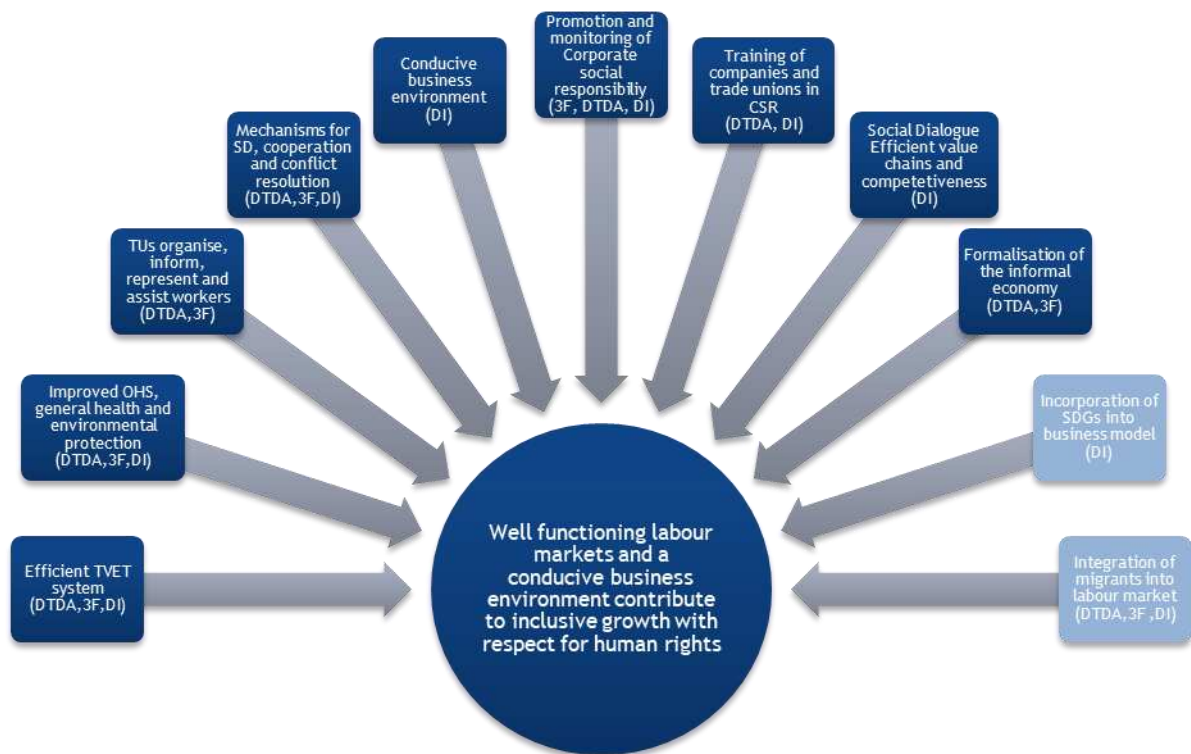 Promotion and
monitoring of
Corporate
social
responsibiliy
(3F, DTDA, DI)
Conducive
business
environment
(DI)
Training of
companies and
trade unions in
CSR
(DTDA, DI)
Mechanisms for
SD, cooperation
and conflict
resolution
(DTDA,3F,DI)
Social Dialogue
Efficient value
chains and
competetiveness
(DI)
TUs organise,
inform,
represent and
assist workers
(DTDA,3F)
Formalisation of
the informal
economy
(DTDA,3F)
Improved OHS,
general health and
environmental
protection
(DTDA,3F,DI)
Incorporation of
SDGs into
business model
(DI)
Efficient TVET
system
(DTDA,3F,DI)
Integration of
migrants into
labour market
(DTDA,3F ,DI)
Well functioning labour
markets and a
conducive business
environment contribute
to inclusive growth with
respect for human rights